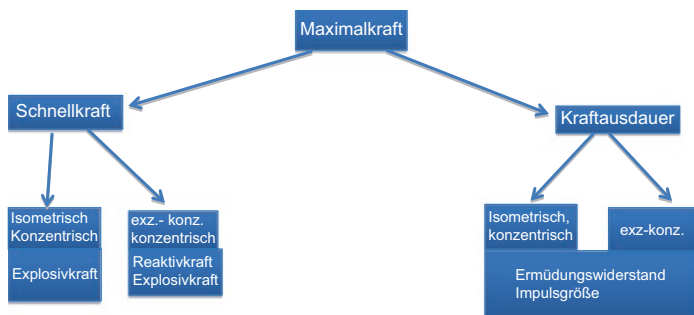 Maximalkraft
Schnellkraft
Kraftausdauer
Isometrisch
Konzentrisch
exz.- konz.
konzentrisch
Isometrisch,
konzentrisch
exz-konz.
Explosivkraft
Reaktivkraft
Explosivkraft
Ermüdungswiderstand
Impulsgröße